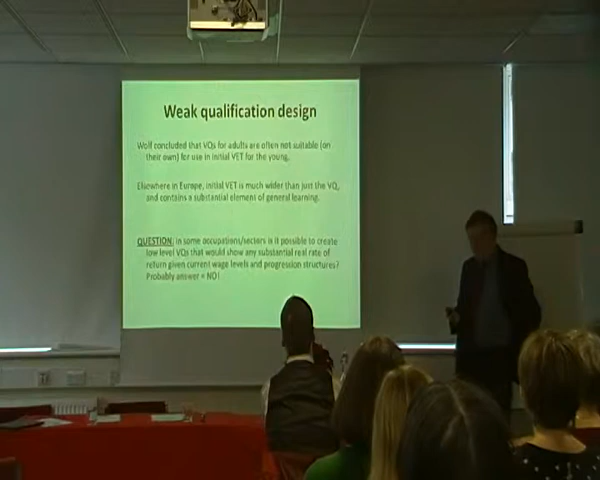 Weak qualification design
Wolf concluded that VQs for adults are often not suitable (on
their own) for use in initial VET for the young.
Elsewhere in Europe, initial VET is much wider than just the VQ,
and contains a substantial element of general learning.
QUESTION: in some occupations/sectors is it possible to create
low level VQs that would show any substantial real rate of
return given current wage levels and progression structures?
Probably answer = NO!